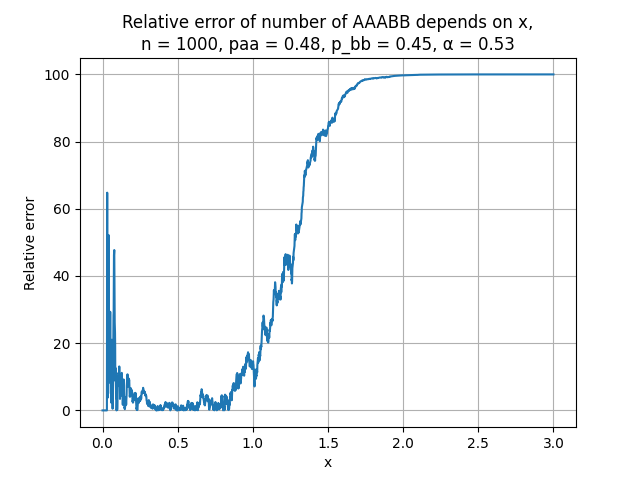 Relative error of number of AAABB depends on x,
n = 1000, paa = 0.48, p_bb = 0.45, α = 0.53
100
80
60
40
20
0
Relative error
0.0 0.5 1.0 1.5 2.0 2.5 3.0
x